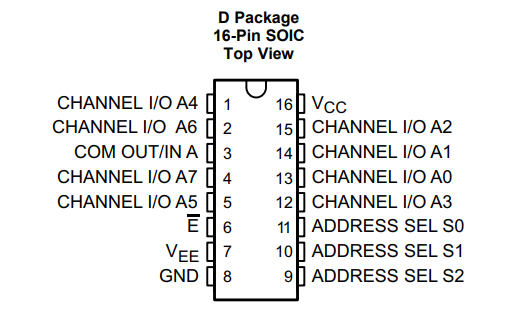 D Package
16-Pin SOIC
Top View
CHANNEL I/O A4 1 16 VCC
CHANNEL I/O A6 2 15 CHANNEL I/O A2
COM OUT/IN A 3 14 CHANNEL I/O A1
CHANNEL I/O A7 4 13 CHANNEL I/O A0
CHANNEL I/O A5 5 12 CHANNEL I/O A3
E̅ 6 11 ADDRESS SEL S0
VEE 7 10 ADDRESS SEL S1
GND 8 9 ADDRESS SEL S2